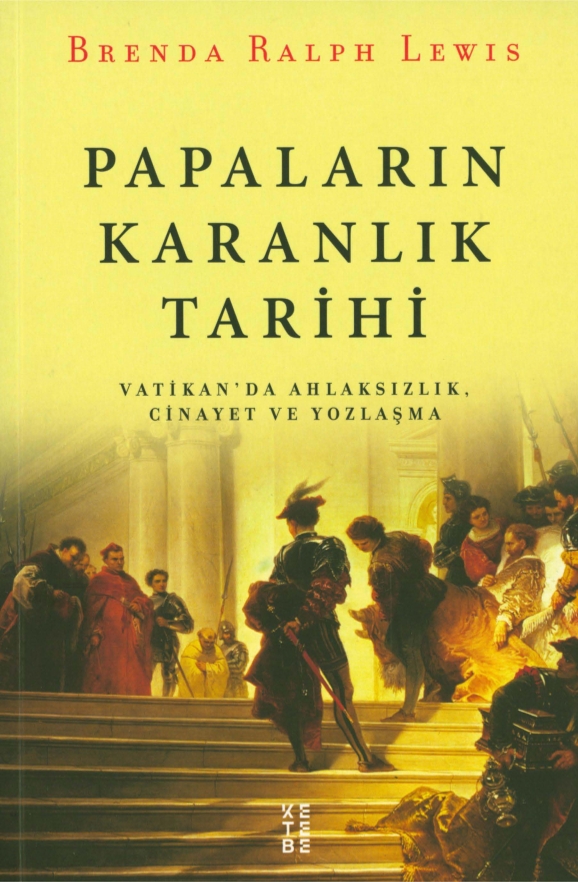 BRENDA RALPH LEWIS
PAPALARIN
KARANLIK
TARİHİ
VATİKAN'DA AHLAKSIZLIK,
CİNAYET VE YOZLAŞMA
KETEBE